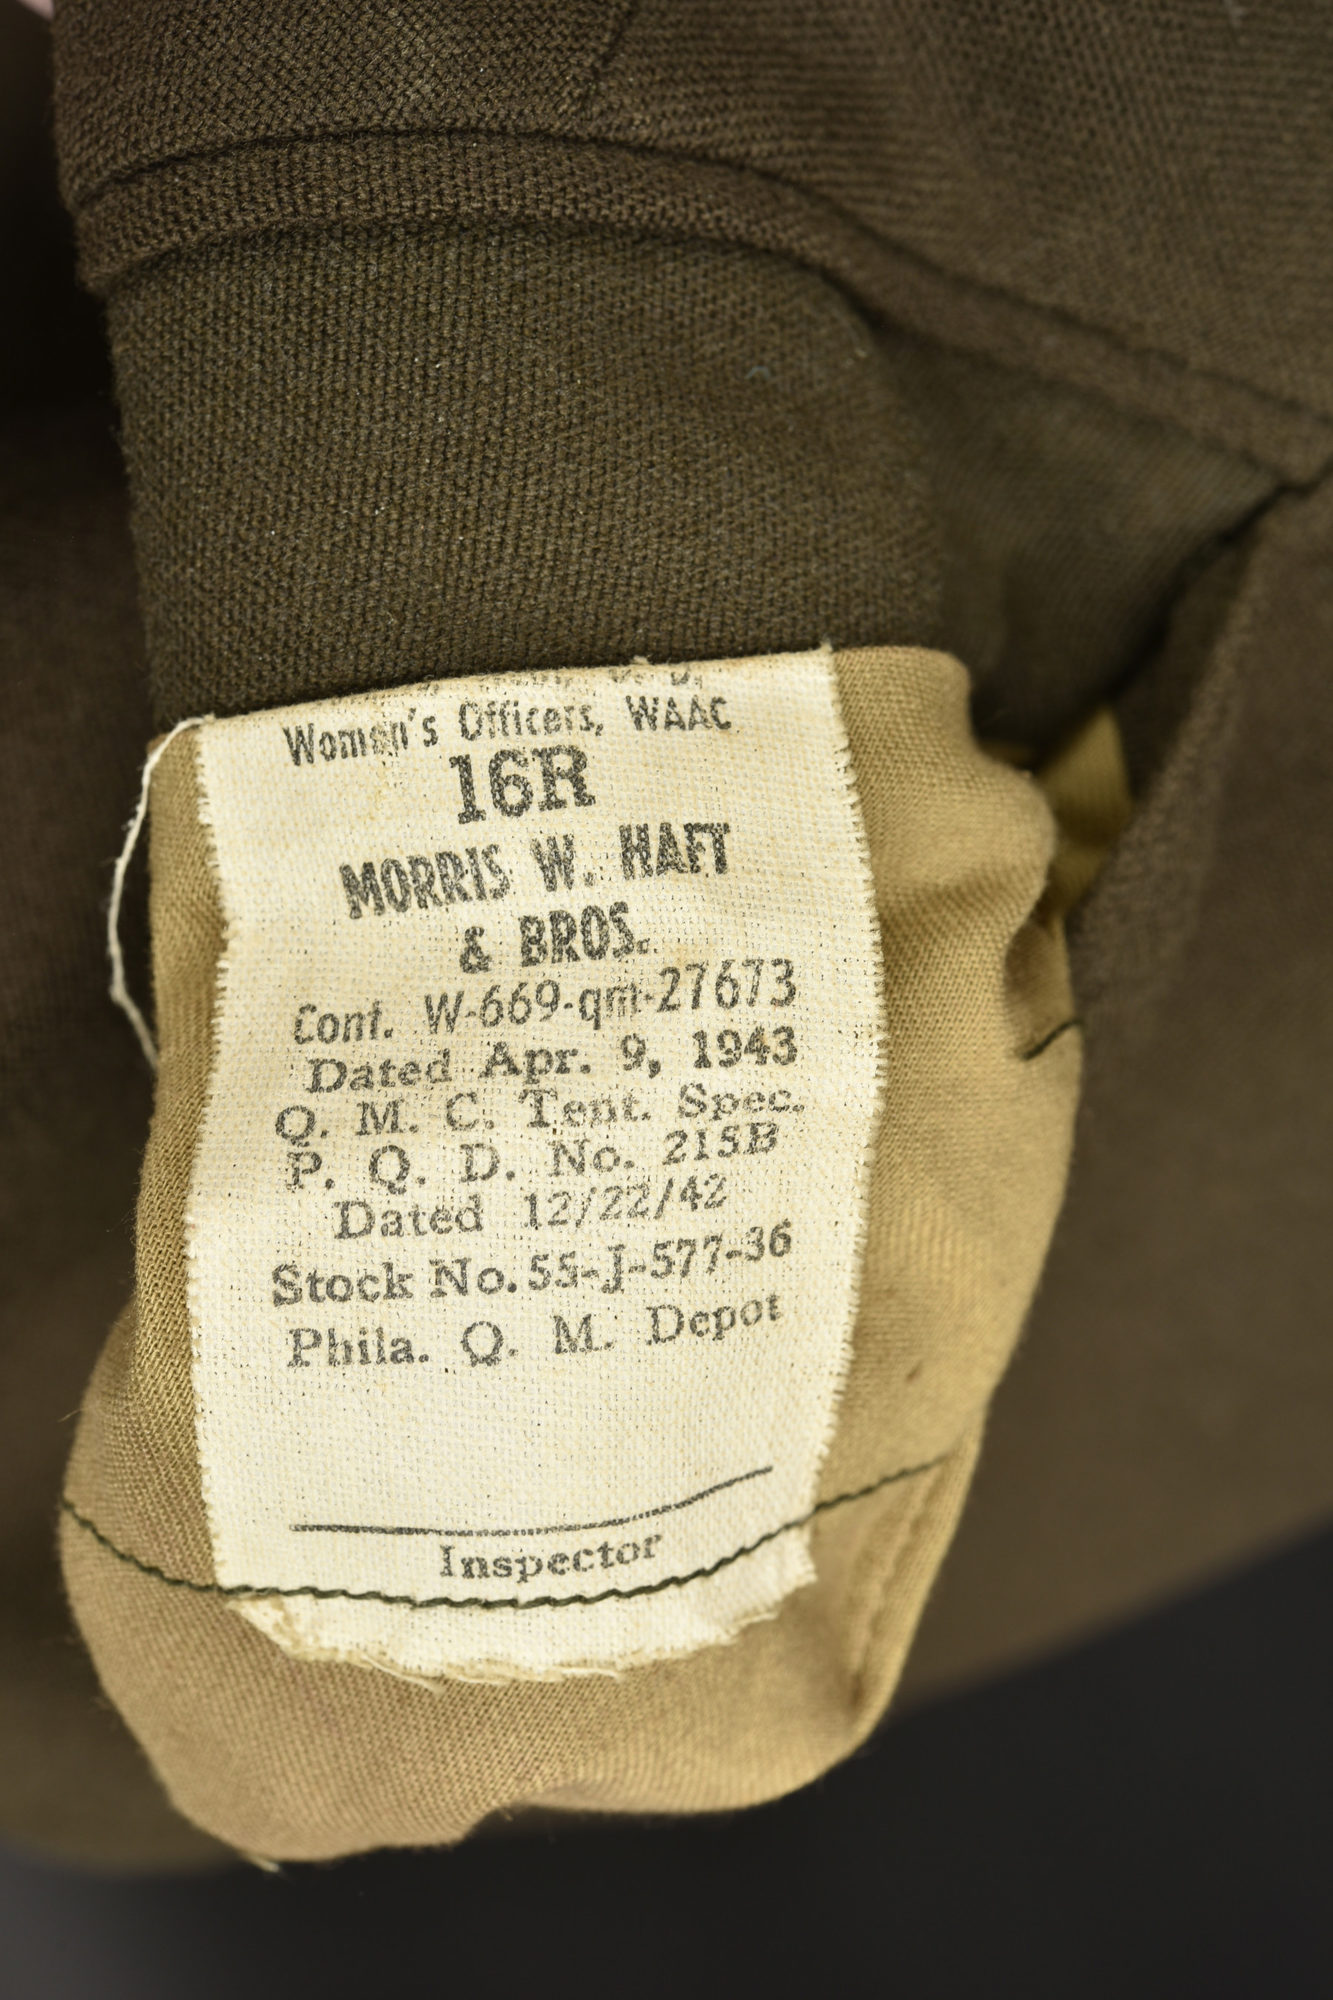 Women's Officers, WAAC
16R
MORRIS W. HAFT
& BROS.
Cont. W-669-qm-27673
Dated Apr. 9, 1943
Q. M. C. Tent. Spec.
P. Q. D. No. 215B
Dated 12/22/42
Stock No. 55-J-577-36
Phila. Q. M. Depot
Inspector